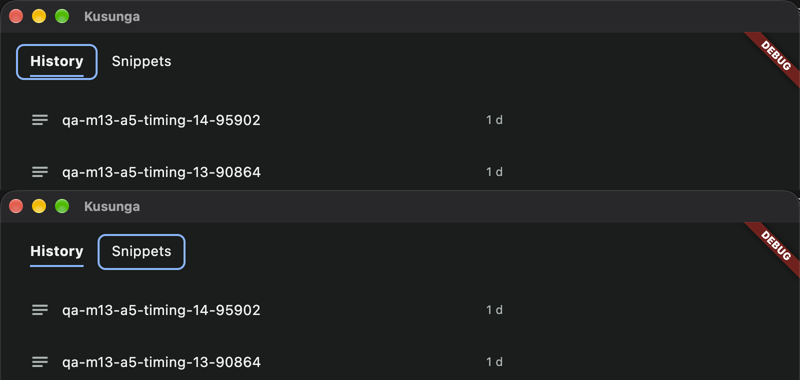 Kusunga
DEBUG
History Snippets
qa-m13-a5-timing-14-95902 1 d
qa-m13-a5-timing-13-90864 1 d
Kusunga
DEBUG
History Snippets
qa-m13-a5-timing-14-95902 1 d
qa-m13-a5-timing-13-90864 1 d